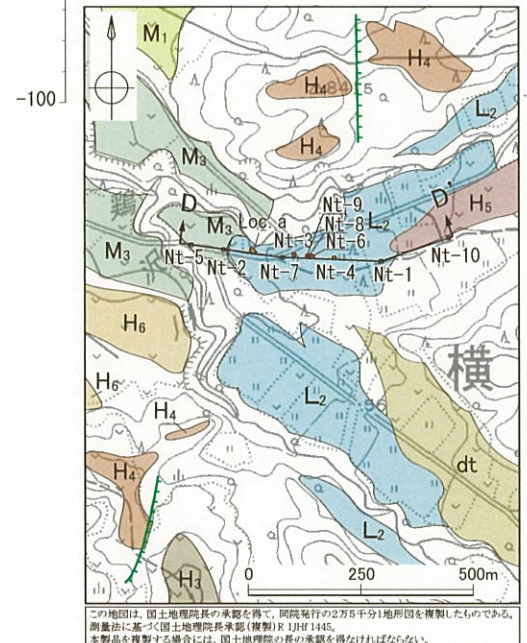 -100
M1
H4
H4
H4
L2
M3
D
M3
Loc. a
Nt-9
Nt-8
Nt-3
Nt-6
L2
D'
H5
M3
Nt-5
Nt-2
Nt-7
Nt-4
Nt-1
Nt-10
H6
L2
横
H6
H4
H4
dt
L2
H3
0 250 500m
この地図は、国土地理院長の承認を得て、同院発行の2万5千分1地形図を複製したものである。
測量法に基づく国土地理院長承認(複製)R 1JHf 1445。
本製品を複製する場合には、国土地理院の長の承認を得なければならない。